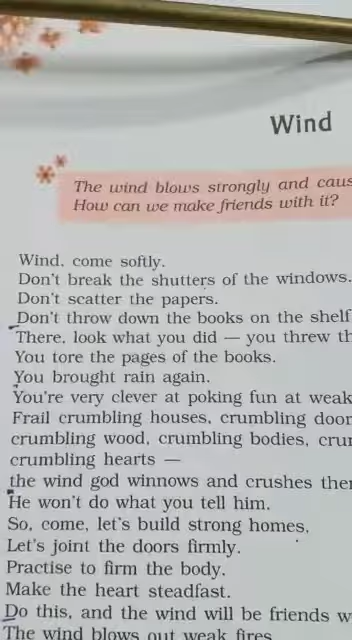 Wind
The wind blows strongly and caus
How can we make friends with it?
Wind, come softly.
Don't break the shutters of the windows.
Don't scatter the papers.
Don't throw down the books on the shelf
There, look what you did — you threw th
You tore the pages of the books.
You brought rain again.
You're very clever at poking fun at weak
Frail crumbling houses, crumbling door
crumbling wood, crumbling bodies, crum
crumbling hearts —
the wind god winnows and crushes then
He won't do what you tell him.
So, come, let's build strong homes,
Let's joint the doors firmly.
Practise to firm the body.
Make the heart steadfast.
Do this, and the wind will be friends w
The wind blows out weak fires.